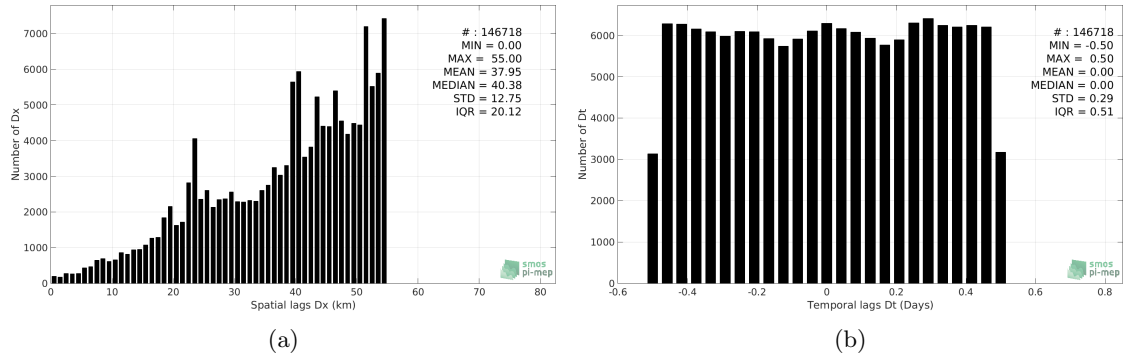 7000
6000
5000
4000
3000
2000
1000
0
Number of Dx
# : 146718
MIN = 0.00
MAX = 55.00
MEAN = 37.95
MEDIAN = 40.38
STD = 12.75
IQR = 20.12
smos
pi-mep
0 10 20 30 40 50 60 70 80
Spatial lags Dx (km)
(a)
6000
5000
4000
3000
2000
1000
0
Number of Dt
# : 146718
MIN = -0.50
MAX = 0.50
MEAN = 0.00
MEDIAN = 0.00
STD = 0.29
IQR = 0.51
smos
pi-mep
-0.6 -0.4 -0.2 0 0.2 0.4 0.6 0.8
Temporal lags Dt (Days)
(b)